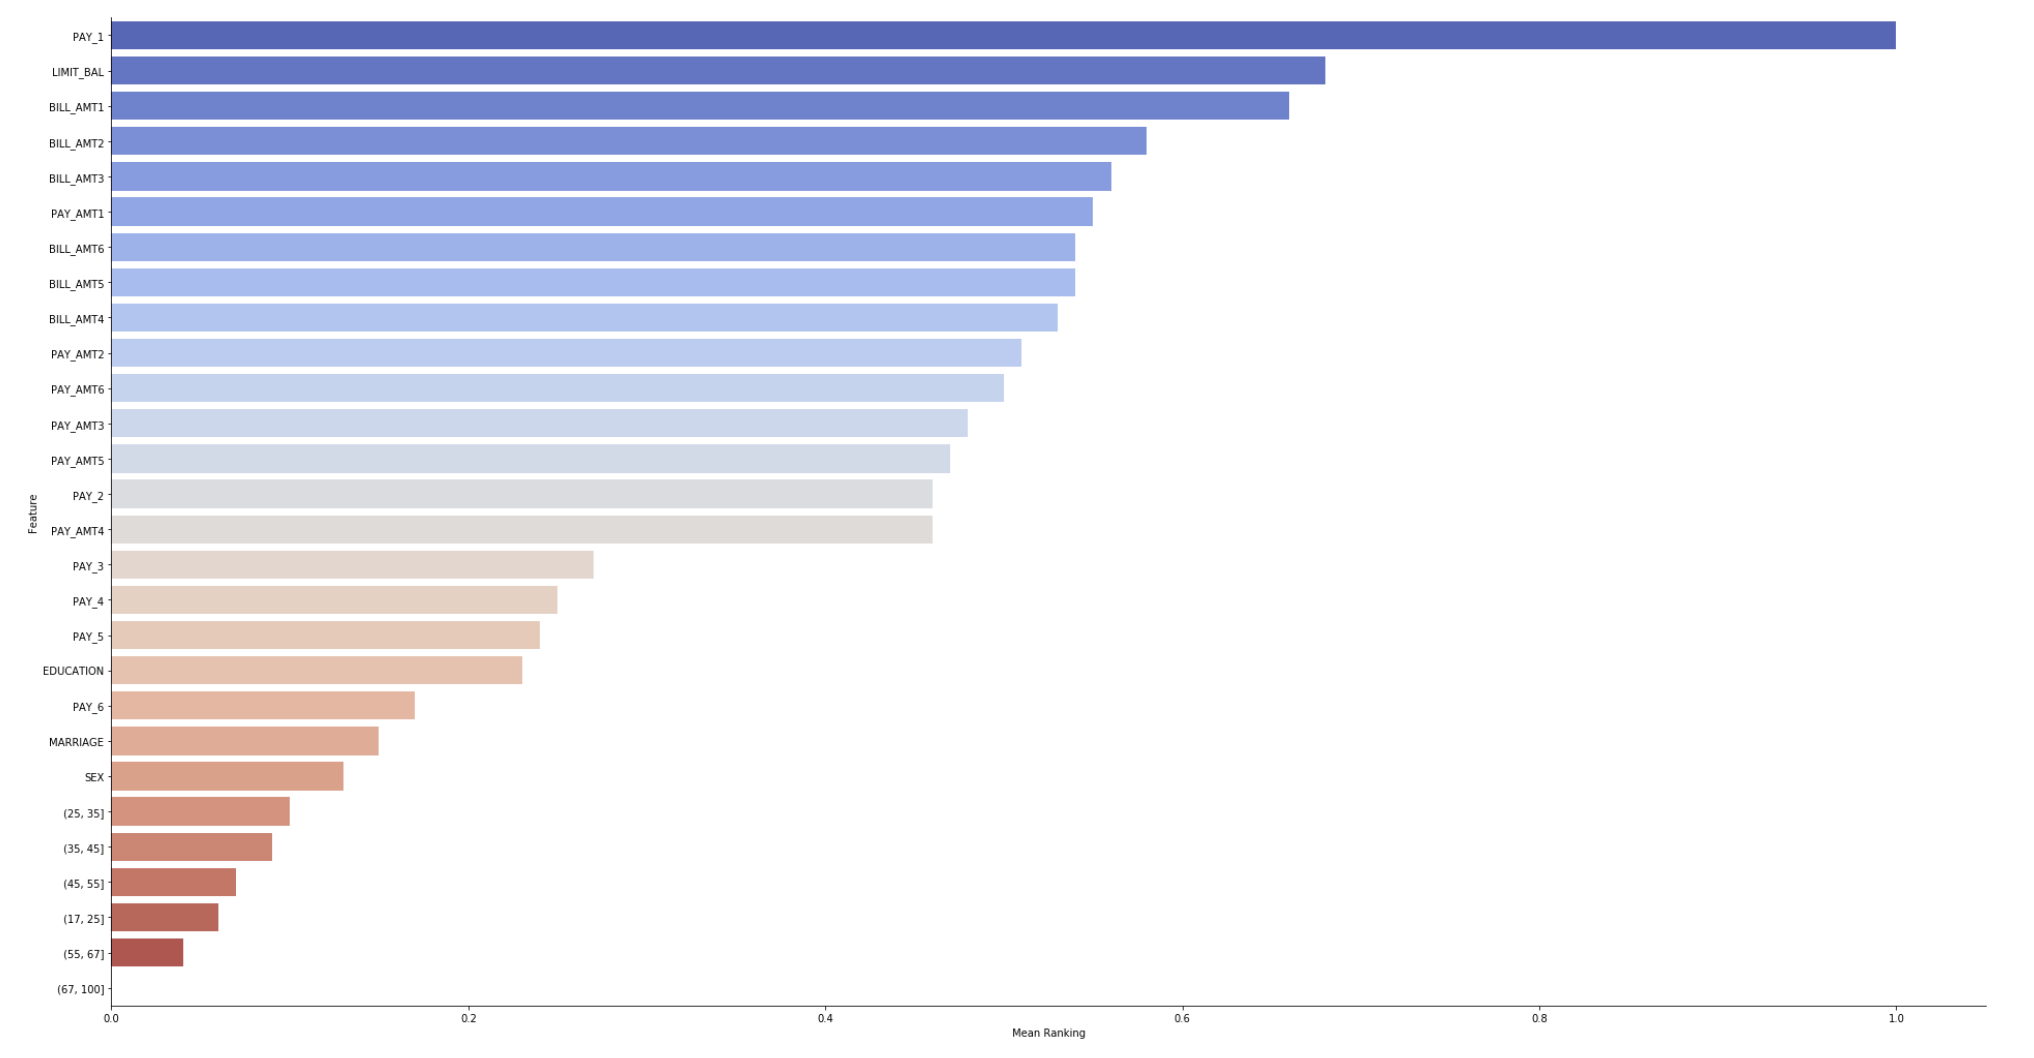 PAY_1
LIMIT_BAL
BILL_AMT1
BILL_AMT2
BILL_AMT3
PAY_AMT1
BILL_AMT6
BILL_AMT5
BILL_AMT4
PAY_AMT2
PAY_AMT6
PAY_AMT3
PAY_AMT5
PAY_2
PAY_AMT4
PAY_3
PAY_4
PAY_5
EDUCATION
PAY_6
MARRIAGE
SEX
(25, 35]
(35, 45]
(45, 55]
(17, 25]
(55, 67]
(67, 100]
Feature
0.0 0.2 0.4 0.6 0.8 1.0
Mean Ranking